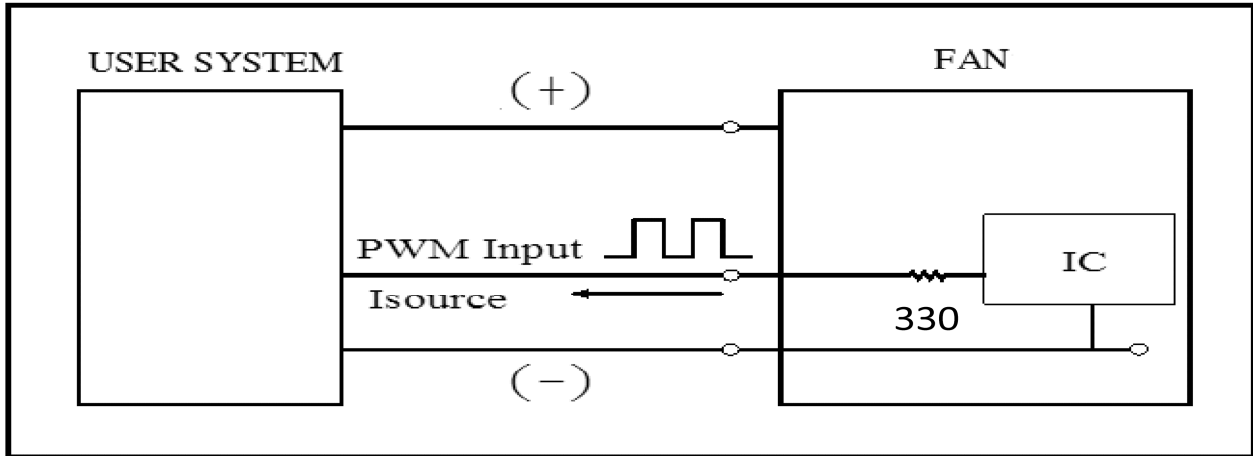 USER SYSTEM
FAN
(+)
PWM Input
IC
Isource
330
(-)